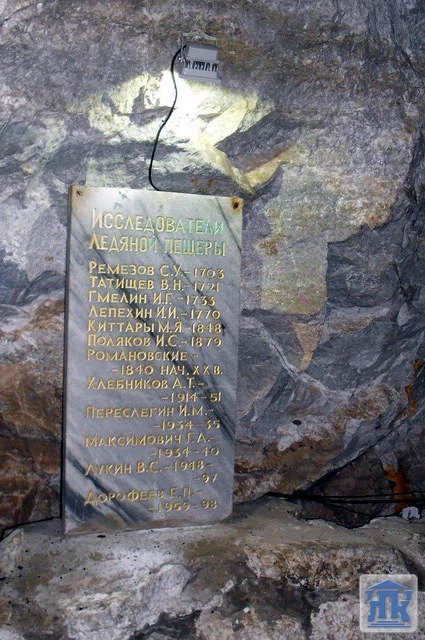 Исследователи
Ледяной пещеры
Ремезов С.У.-1703
Татищев В.Н.-1721
Гмелин И.Г.-1733
Лепехин И.И.-1770
Киттары М.Я. 1848
Поляков И.С.-1879
Романовские -
-1840 нач. XX в.
Хлебников А.Т.-
-1914-51
Переслегин И.М.-
-1934-35
Максимович Г.А.-
-1934-40
Лукин В.С.-1948-
-97
Дорофеев Е.П.-
-1959-98